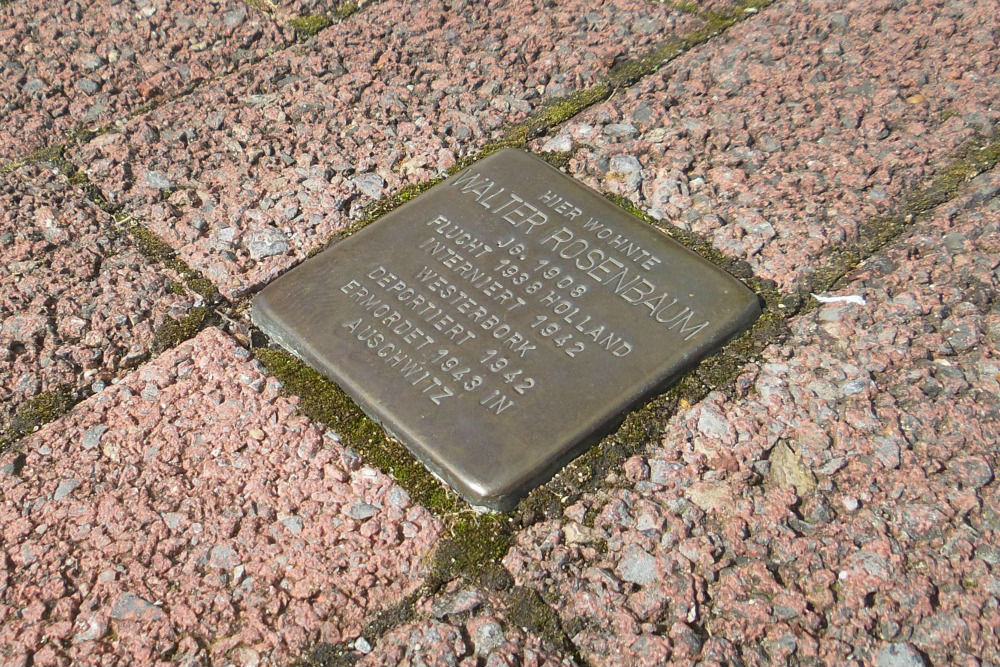 HIER WOHNTE
WALTER ROSENBAUM
JG. 1908
FLUCHT 1938 HOLLAND
INTERNIERT 1942
WESTERBORK
DEPORTIERT 1942
ERMORDET 1943 IN
AUSCHWITZ